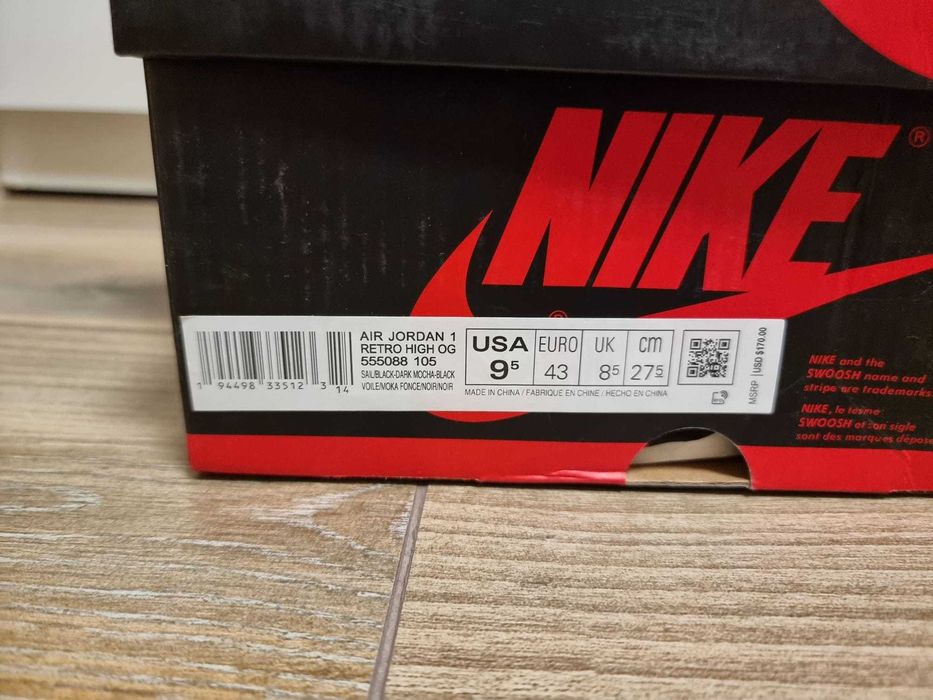 NIKE®
®
AIR JORDAN 1
RETRO HIGH OG
555088 105
SAIL/BLACK-DARK MOCHA-BLACK
VOILE/MOKA FONCE/NOIR/NOIR
1 94498 33512 3 14
USA EURO UK cm
9⁵ 43 8⁵ 27⁵
MADE IN CHINA / FABRIQUE EN CHINE / HECHO EN CHINA
MSRP USD $170.00
NIKE and the
SWOOSH name and
stripe are trademarks
NIKE, le terme
SWOOSH et son sigle
sont des marques dépose